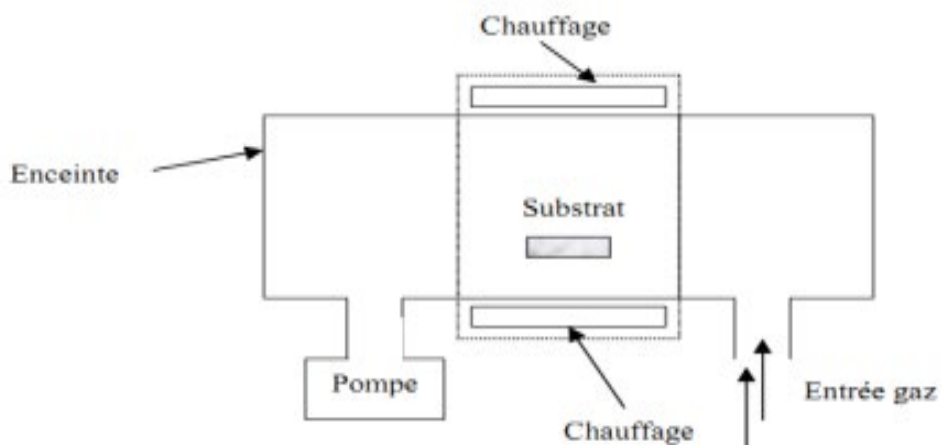 Chauffage
Enceinte
Substrat
Pompe
Entrée gaz
Chauffage